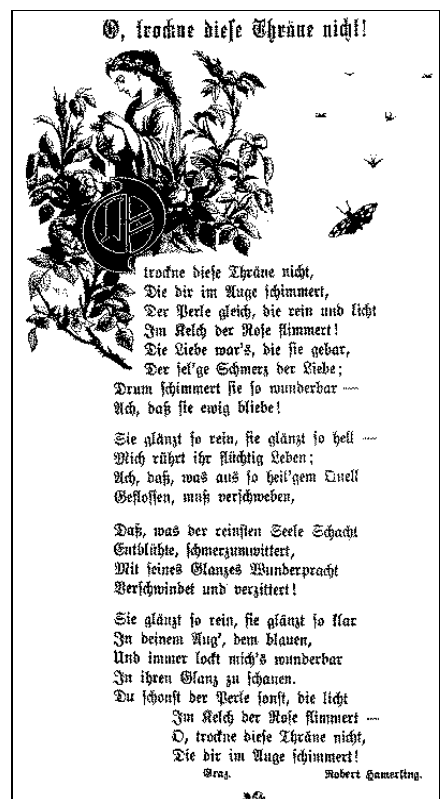 O, trockne diese Thräne nicht!
O trockne diese Thräne nicht,
Die dir im Auge schimmert,
Der Perle gleich, die rein und licht
Im Kelch der Rose flimmert!
Die Liebe war's, die sie gebar,
Der sel'ge Schmerz der Liebe;
Drum schimmert sie so wunderbar —
Ach, daß sie ewig bliebe!
Sie glänzt so rein, sie glänzt so hell —
Mich rührt ihr flüchtig Leben;
Ach, daß, was aus so heil'gem Quell
Geflossen, muß verschweben,
Daß, was der reinsten Seele Schacht
Entblühte, schmerzumwittert,
Mit seines Glanzes Wunderpracht
Verschwindet und verzittert!
Sie glänzt so rein, sie glänzt so klar
In deinem Aug', dem blauen,
Und immer lockt mich's wunderbar
In ihren Glanz zu schauen.
Du schonst der Perle sonst, die licht
Im Kelch der Rose flimmert —
O, trockne diese Thräne nicht,
Die dir im Auge schimmert!
Graz. Robert Hamerling.